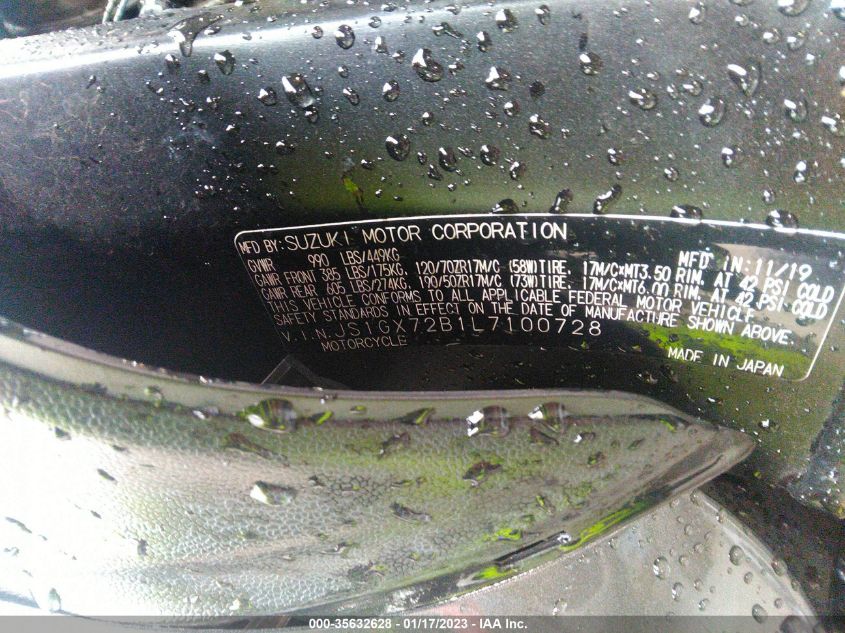 MFD BY: SUZUKI MOTOR CORPORATION MFD IN: 11/19
GVWR 990 LBS/449KG
GAWR FRONT 385 LBS/175KG, 120/70ZR17M/C (58W)TIRE, 17M/C×MT3.50 RIM, AT 42 PSI COLD
GAWR REAR 605 LBS/274KG, 190/50ZR17M/C (73W)TIRE, 17M/C×MT6.00 RIM, AT 42 PSI COLD
THIS VEHICLE CONFORMS TO ALL APPLICABLE FEDERAL MOTOR VEHICLE
SAFETY STANDARDS IN EFFECT ON THE DATE OF MANUFACTURE SHOWN ABOVE.
V.I.N. JS1GX72B1L7100728
MOTORCYCLE MADE IN JAPAN
000-35632628 - 01/17/2023 - IAA Inc.